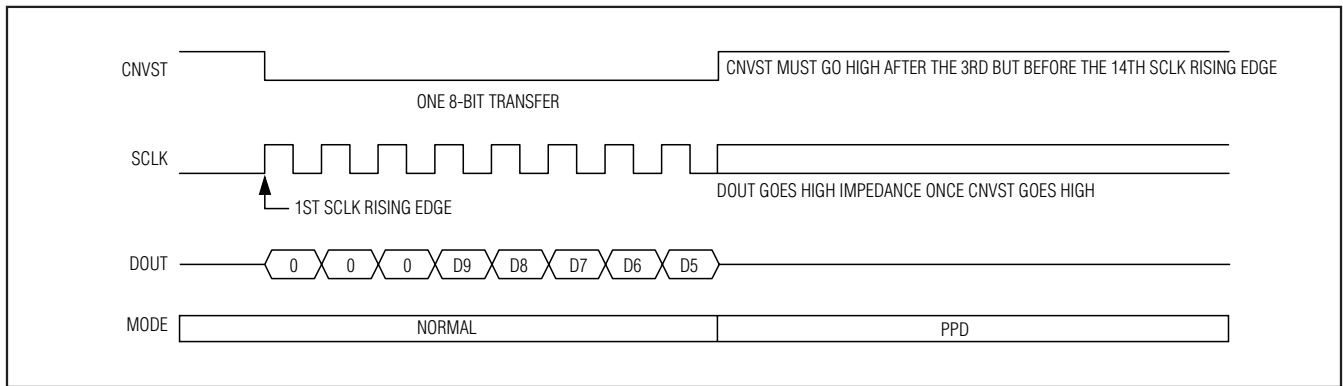 CNVST
CNVST MUST GO HIGH AFTER THE 3RD BUT BEFORE THE 14TH SCLK RISING EDGE
ONE 8-BIT TRANSFER
SCLK
DOUT GOES HIGH IMPEDANCE ONCE CNVST GOES HIGH
1ST SCLK RISING EDGE
DOUT 0 0 0 D9 D8 D7 D6 D5
MODE NORMAL PPD